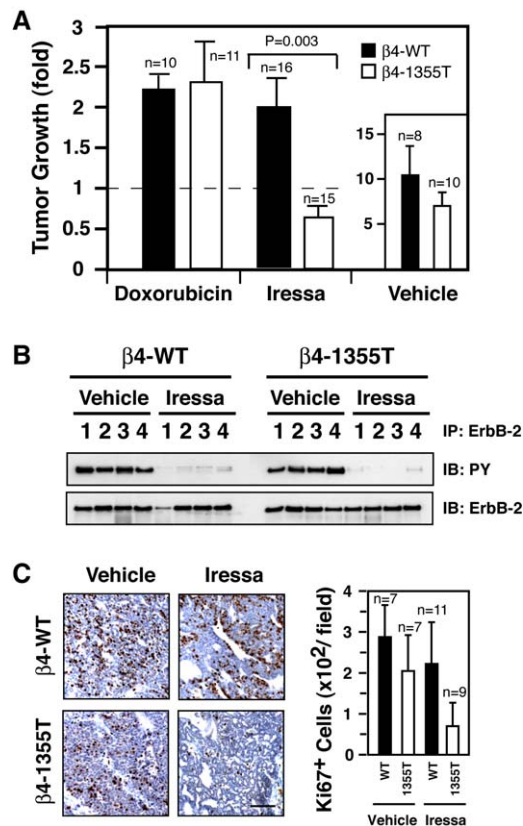 A
Tumor Growth (fold)
3
2.5
2
1.5
1
0.5
0
n=10
n=11
P=0.003
n=16
n=15
β4-WT
β4-1355T
15
10
5
n=8
n=10
Doxorubicin
Iressa
Vehicle
B
β4-WT
β4-1355T
Vehicle
Iressa
Vehicle
Iressa
1 2 3 4 1 2 3 4 1 2 3 4 1 2 3 4 IP: ErbB-2
IB: PY
IB: ErbB-2
C
Vehicle
Iressa
β4-WT
β4-1355T
Ki67+ Cells (x10²/field)
4
3
2
1
0
n=7
n=7
n=11
n=9
WT
1355T
WT
1355T
Vehicle
Iressa